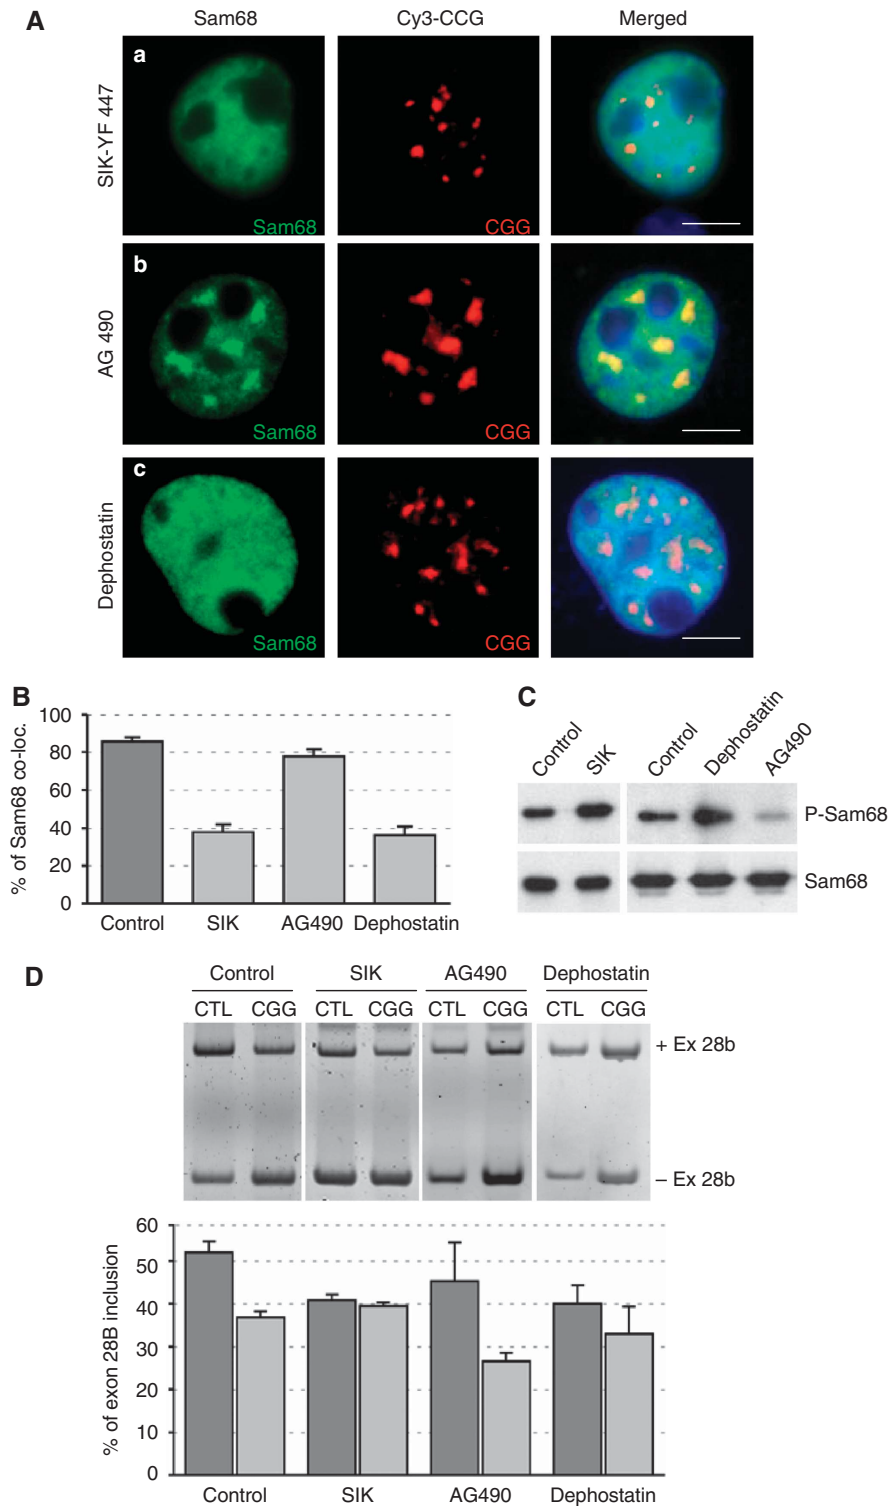 A
Sam68 Cy3-CCG Merged
SIK-YF 447
a
Sam68
CGG
AG 490
b
Sam68
CGG
Dephostatin
c
Sam68
CGG
B
% of Sam68 co-loc.
100
80
60
40
20
0
Control SIK AG490 Dephostatin
C
Control SIK Control Dephostatin AG490
P-Sam68
Sam68
D
Control SIK AG490 Dephostatin
CTL CGG CTL CGG CTL CGG CTL CGG
+ Ex 28b
– Ex 28b
% of exon 28B inclusion
60
50
40
30
20
10
0
Control SIK AG490 Dephostatin